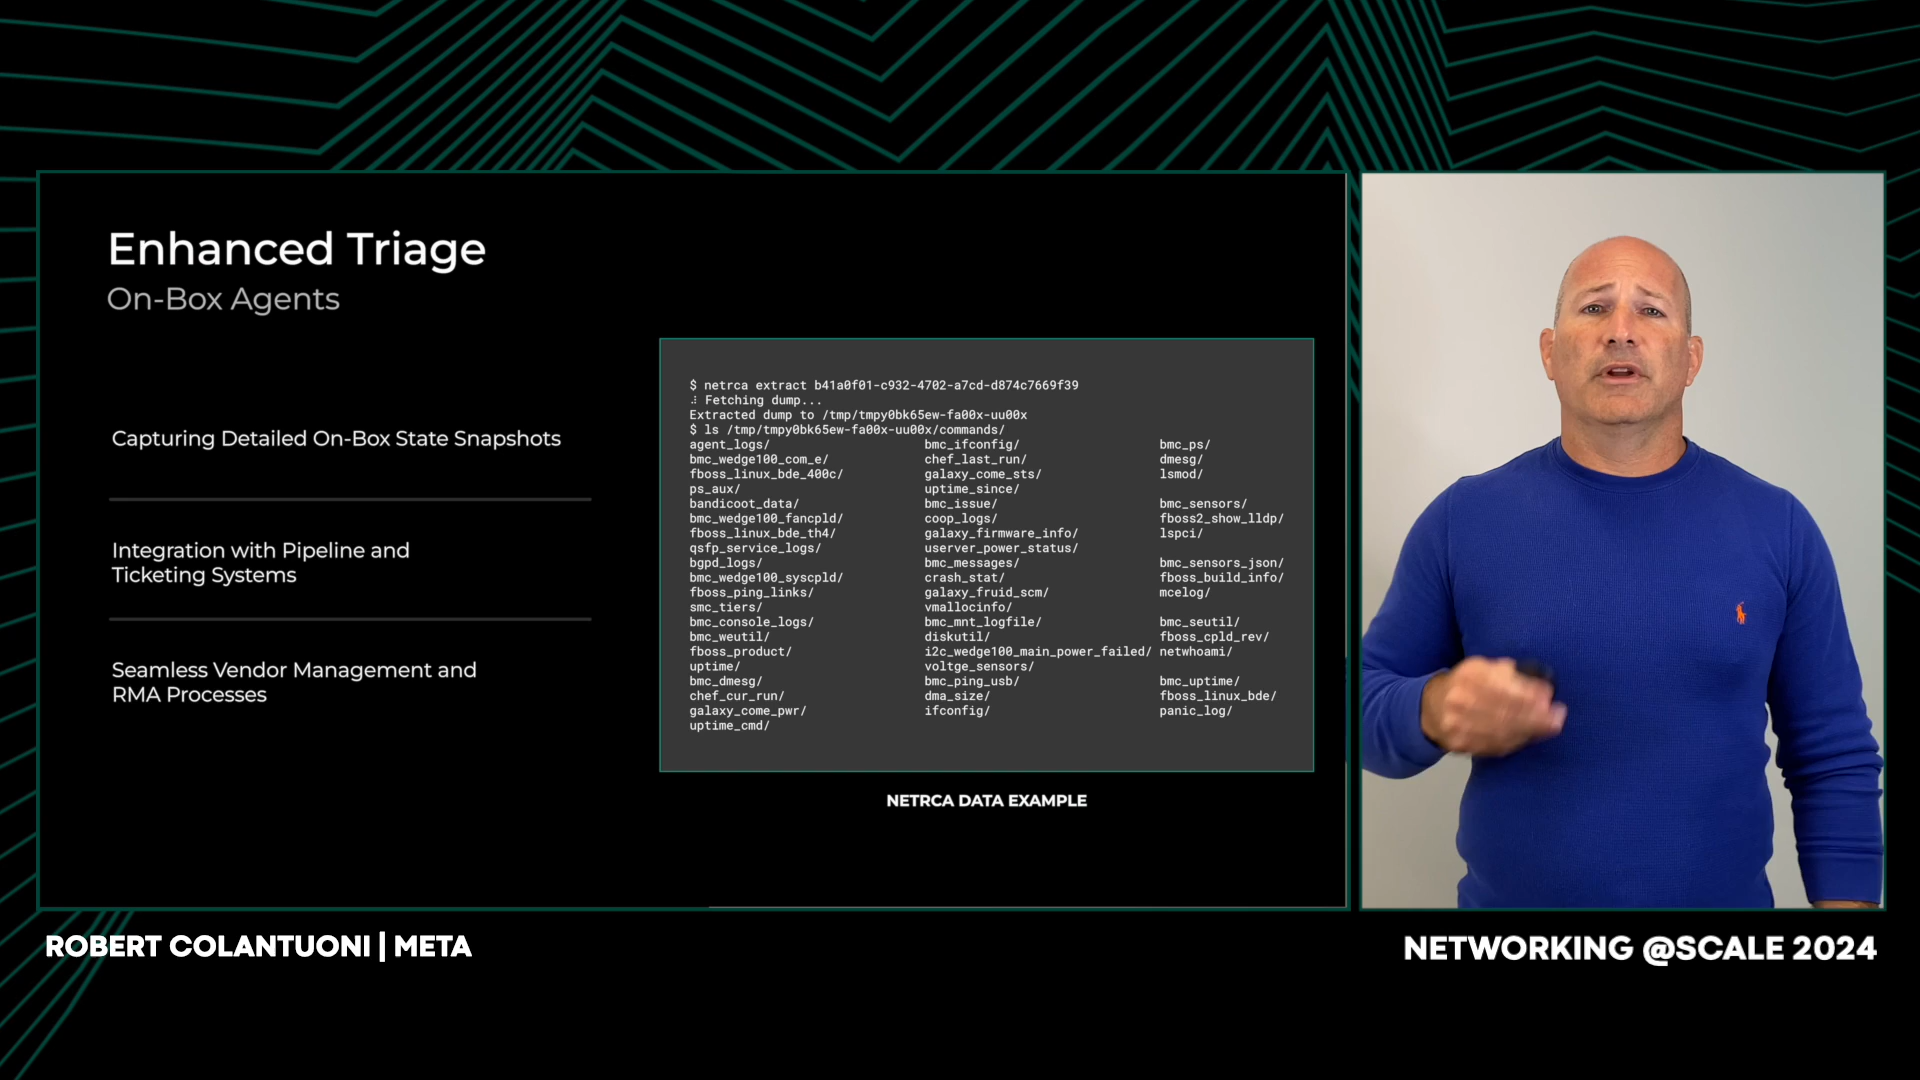 Enhanced Triage
On-Box Agents
Capturing Detailed On-Box State Snapshots
Integration with Pipeline and
Ticketing Systems
Seamless Vendor Management and
RMA Processes
$ netrca extract b41a0f01-c932-4702-a7cd-d874c7669f39
⠼ Fetching dump...
Extracted dump to /tmp/tmpy0bk65ew-fa00x-uu00x
$ ls /tmp/tmpy0bk65ew-fa00x-uu00x/commands/
agent_logs/ bmc_ifconfig/ bmc_ps/
bmc_wedge100_com_e/ chef_last_run/ dmesg/
fboss_linux_bde_400c/ galaxy_come_sts/ lsmod/
ps_aux/ uptime_since/
bandicoot_data/ bmc_issue/ bmc_sensors/
bmc_wedge100_fancpld/ coop_logs/ fboss2_show_lldp/
fboss_linux_bde_th4/ galaxy_firmware_info/ lspci/
qsfp_service_logs/ userver_power_status/
bgpd_logs/ bmc_messages/ bmc_sensors_json/
bmc_wedge100_syscpld/ crash_stat/ fboss_build_info/
fboss_ping_links/ galaxy_fruid_scm/ mcelog/
smc_tiers/ vmallocinfo/
bmc_console_logs/ bmc_mnt_logfile/ bmc_seutil/
bmc_weutil/ diskutil/ fboss_cpld_rev/
fboss_product/ i2c_wedge100_main_power_failed/ netwhoami/
uptime/ voltge_sensors/
bmc_dmesg/ bmc_ping_usb/ bmc_uptime/
chef_cur_run/ dma_size/ fboss_linux_bde/
galaxy_come_pwr/ ifconfig/ panic_log/
uptime_cmd/
NETRCA DATA EXAMPLE
ROBERT COLANTUONI | META
NETWORKING @SCALE 2024